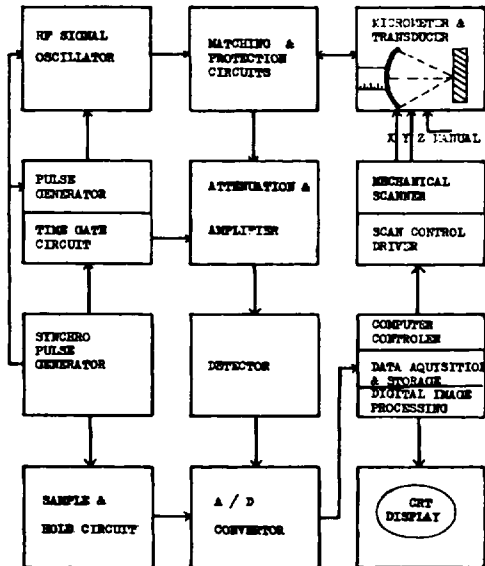 RF SIGNAL
OSCILLATOR
MATCHING &
PROTECTION
CIRCUITS
MICROMETER &
TRANSDUCER
X Y Z MANUAL
PULSE
GENERATOR
TIME GATE
CIRCUIT
ATTENUATION &
AMPLIFIER
MECHANICAL
SCANNER
SCAN CONTROL
DRIVER
SYNCHRO
PULSE
GENERATOR
DETECTOR
COMPUTER
CONTROLER
DATA AQUISITION
& STORAGE
DIGITAL IMAGE
PROCESSING
SAMPLE &
HOLD CIRCUIT
A / D
CONVERTOR
CRT
DISPLAY